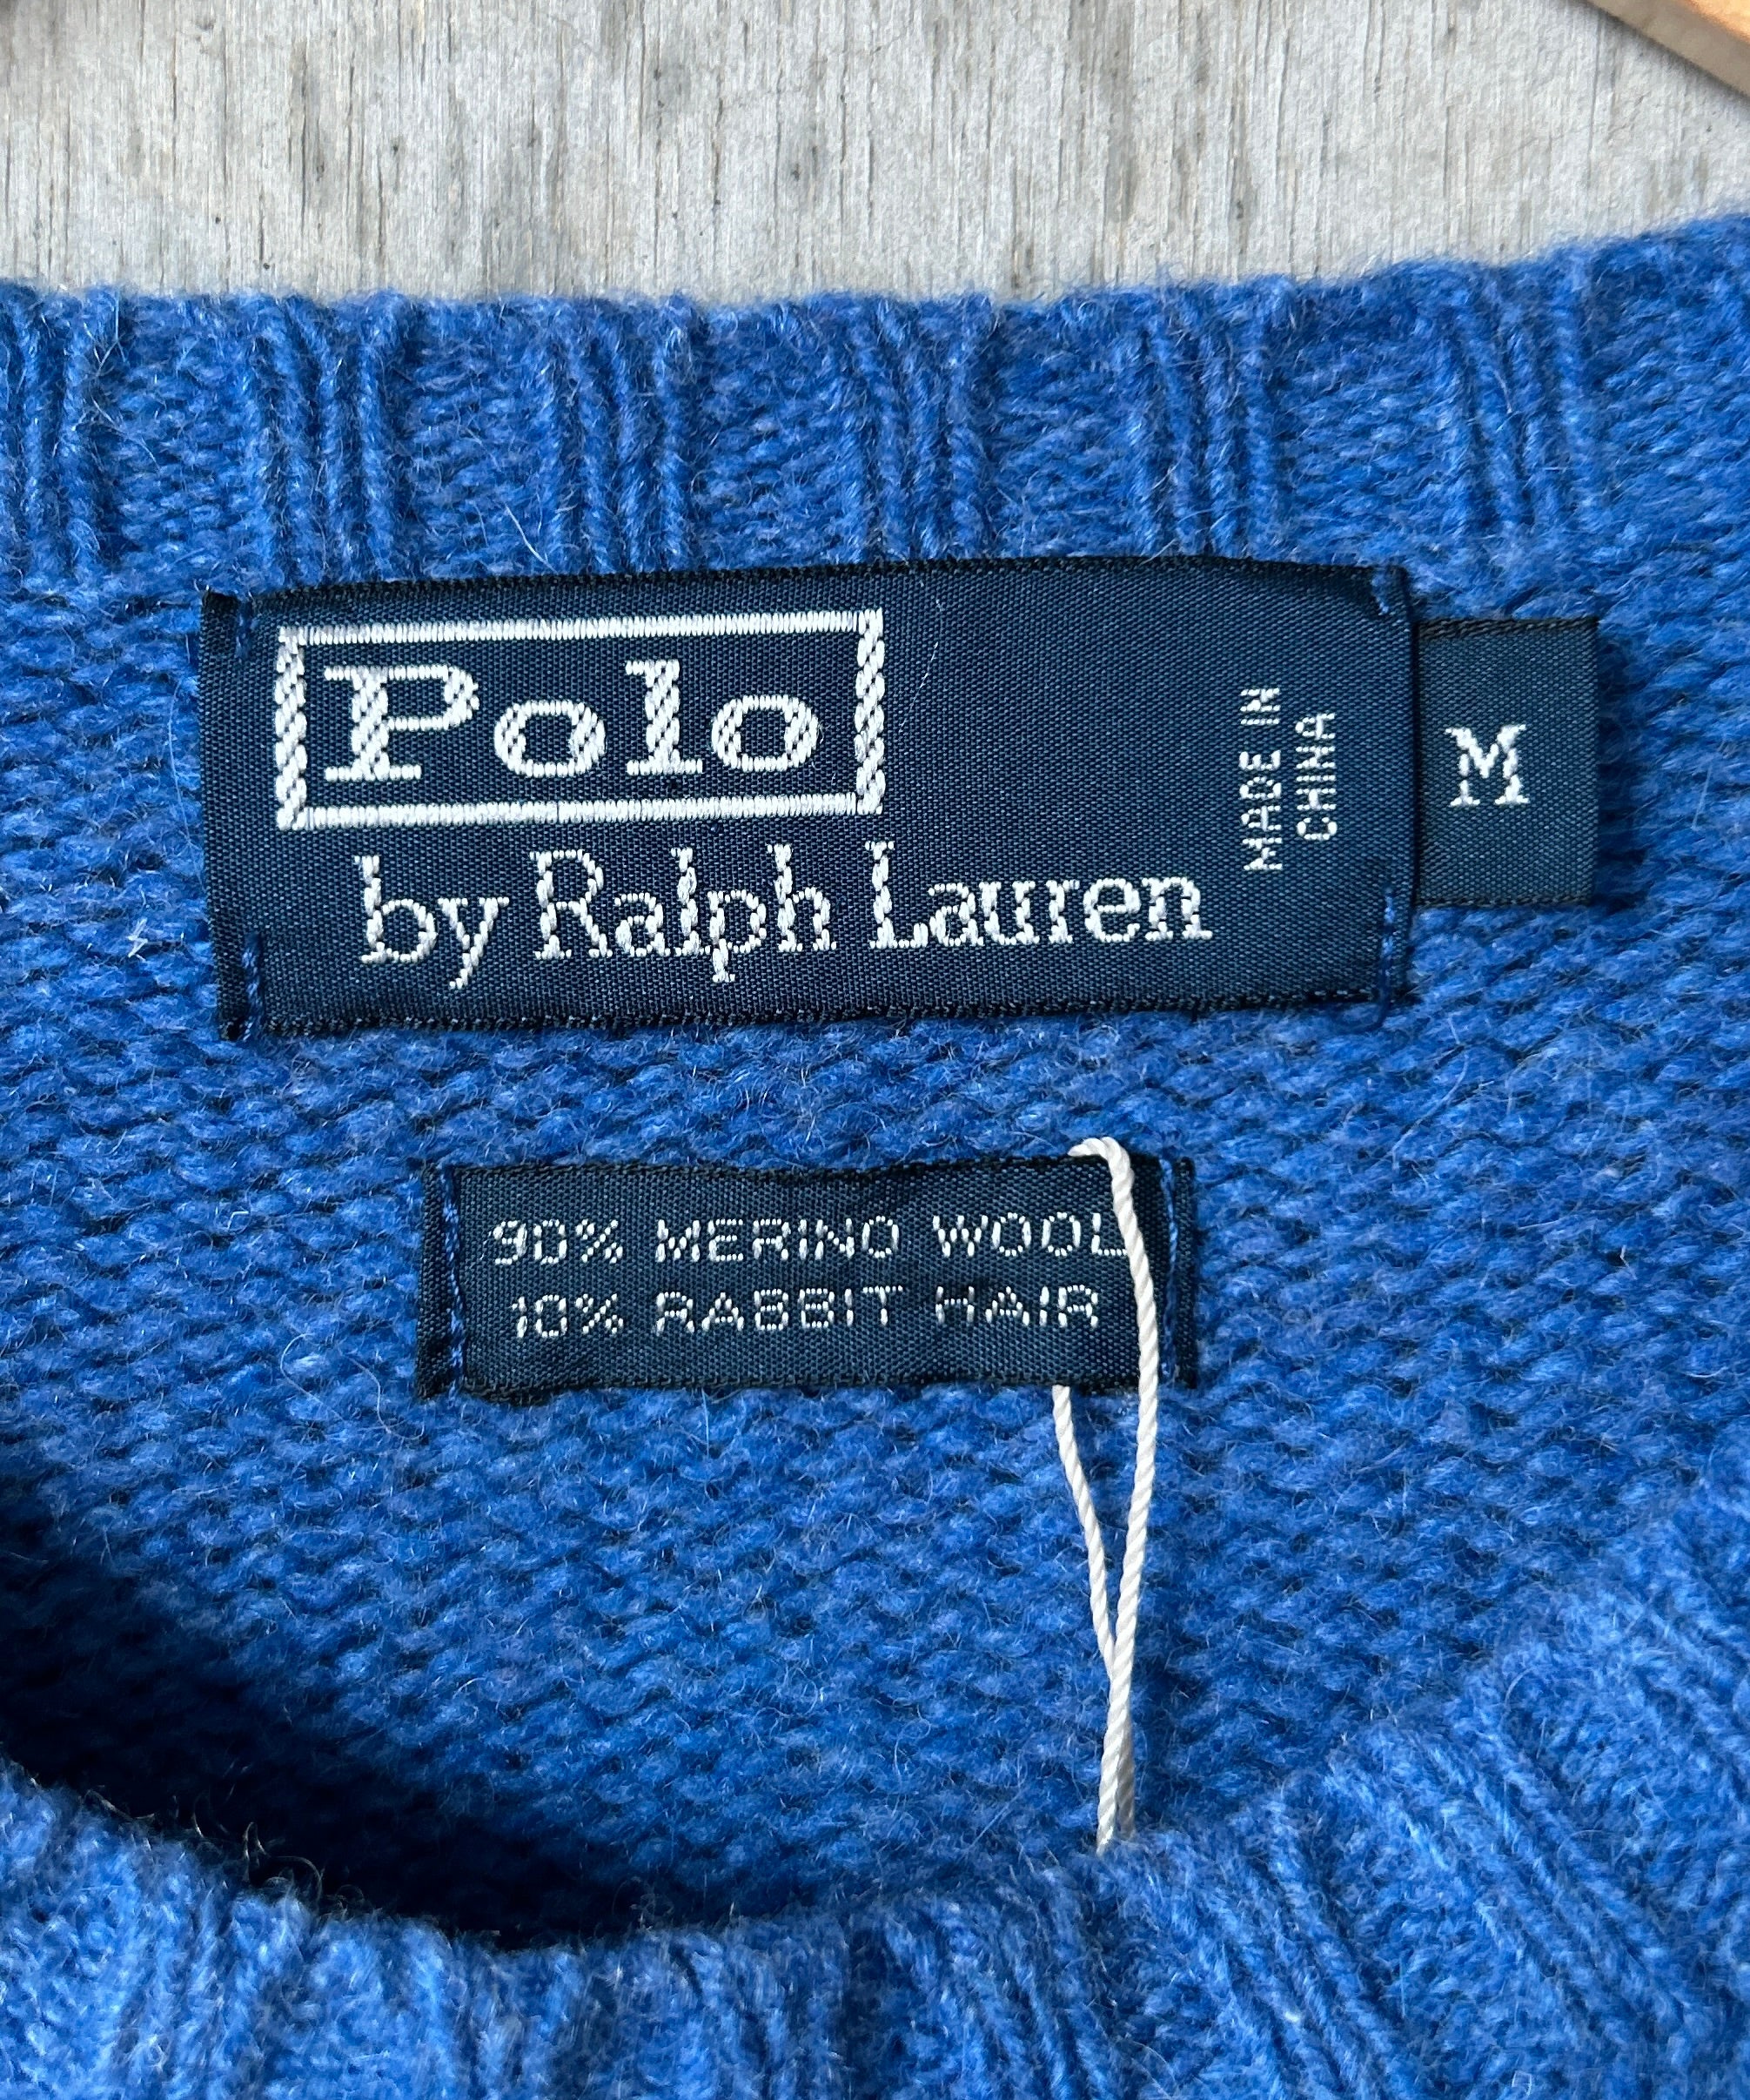 Polo
by Ralph Lauren
MADE IN
CHINA
M
90% MERINO WOOL
10% RABBIT HAIR